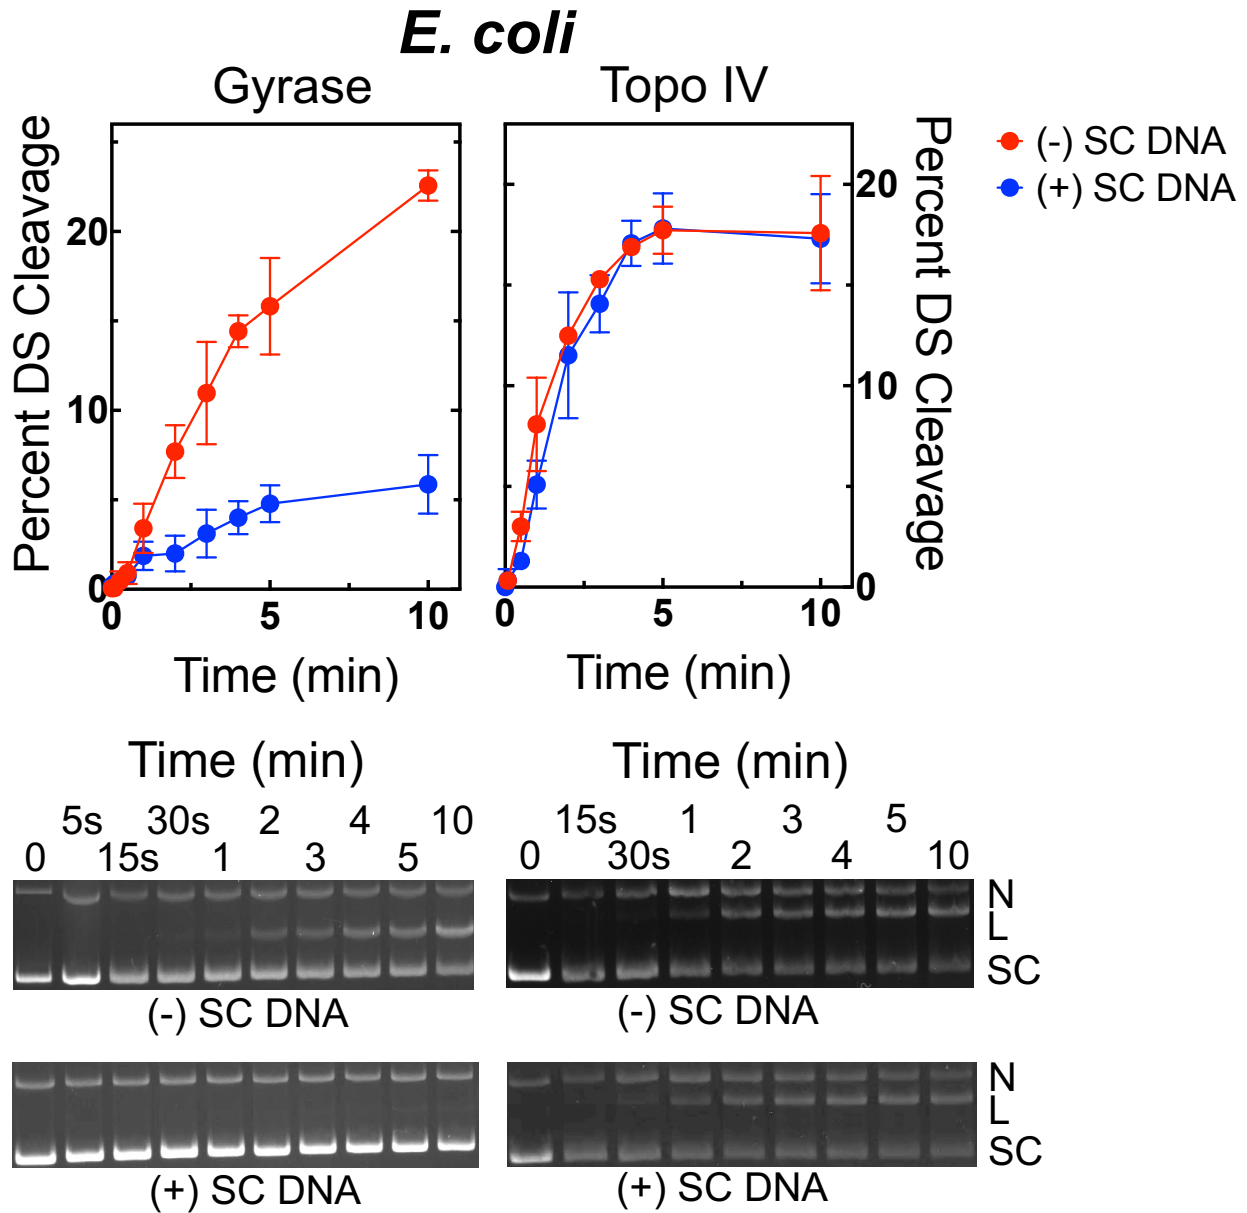 E. coli
Gyrase
Topo IV
Percent DS Cleavage
20
10
0
0 5 10
Time (min)
20
10
0
0 5 10
Time (min)
Percent DS Cleavage
(-) SC DNA
(+) SC DNA
Time (min)
5s 30s 2 4 10
0 15s 1 3 5
(-) SC DNA
(+) SC DNA
Time (min)
15s 1 3 5
0 30s 2 4 10
N
L
SC
(-) SC DNA
N
L
SC
(+) SC DNA